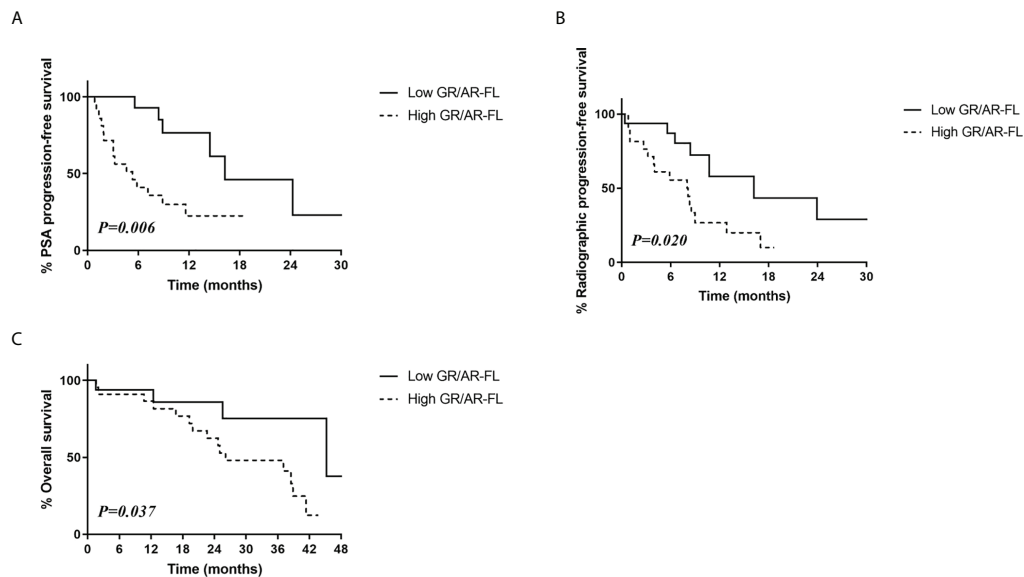 A
% PSA progression-free survival
100
50
0
0 6 12 18 24 30
Time (months)
P=0.006
Low GR/AR-FL
High GR/AR-FL
B
% Radiographic progression-free survival
100
50
0
0 6 12 18 24 30
Time (months)
P=0.020
Low GR/AR-FL
High GR/AR-FL
C
% Overall survival
100
50
0
0 6 12 18 24 30 36 42 48
Time (months)
P=0.037
Low GR/AR-FL
High GR/AR-FL